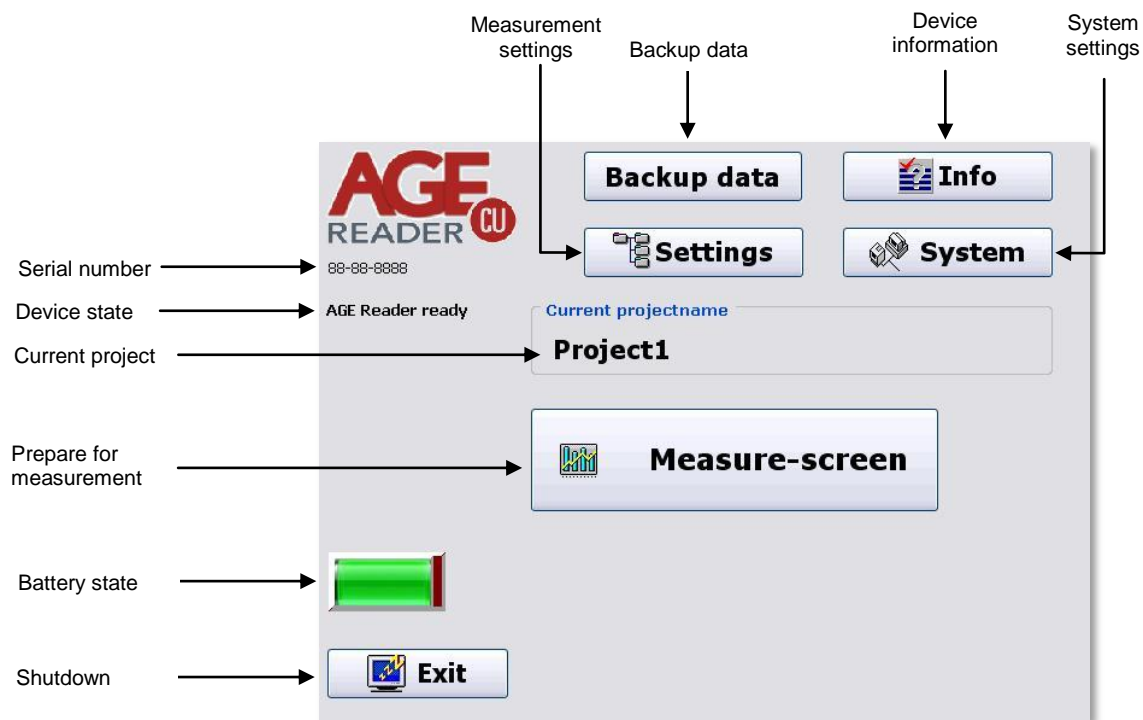 Measurement
settings
Backup data
Device
information
System
settings
AGE
READER CU
Backup data
Info
Settings
System
Serial number
88-88-8888
Device state
AGE Reader ready
Current projectname
Current project
Project1
Prepare for
measurement
Measure-screen
Battery state
Shutdown
Exit